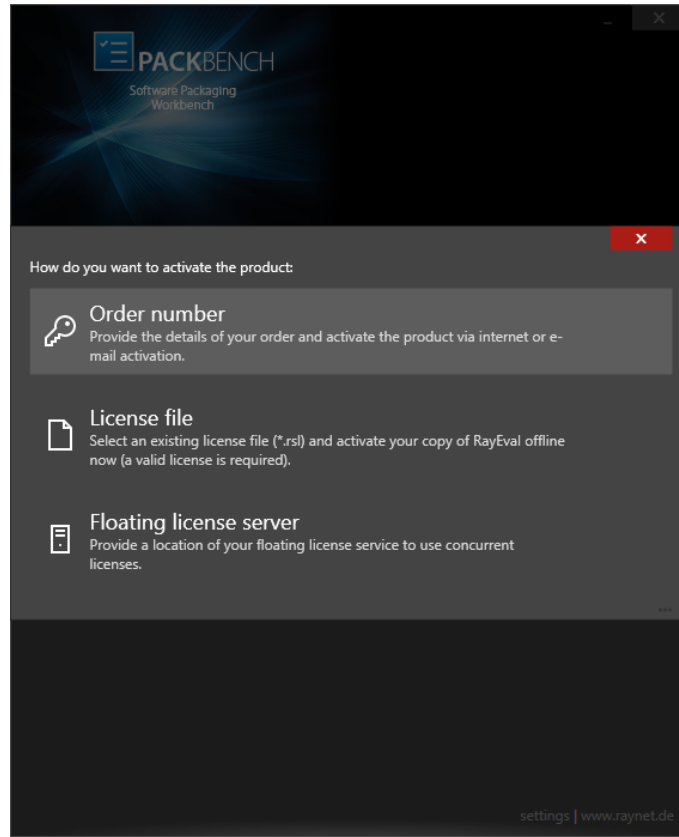 PACKBENCH
Software Packaging
Workbench
How do you want to activate the product:
Order number
Provide the details of your order and activate the product via internet or e-
mail activation.
License file
Select an existing license file (*.rsl) and activate your copy of RayEval offline
now (a valid license is required).
Floating license server
Provide a location of your floating license service to use concurrent
licenses.
...
settings | www.raynet.de